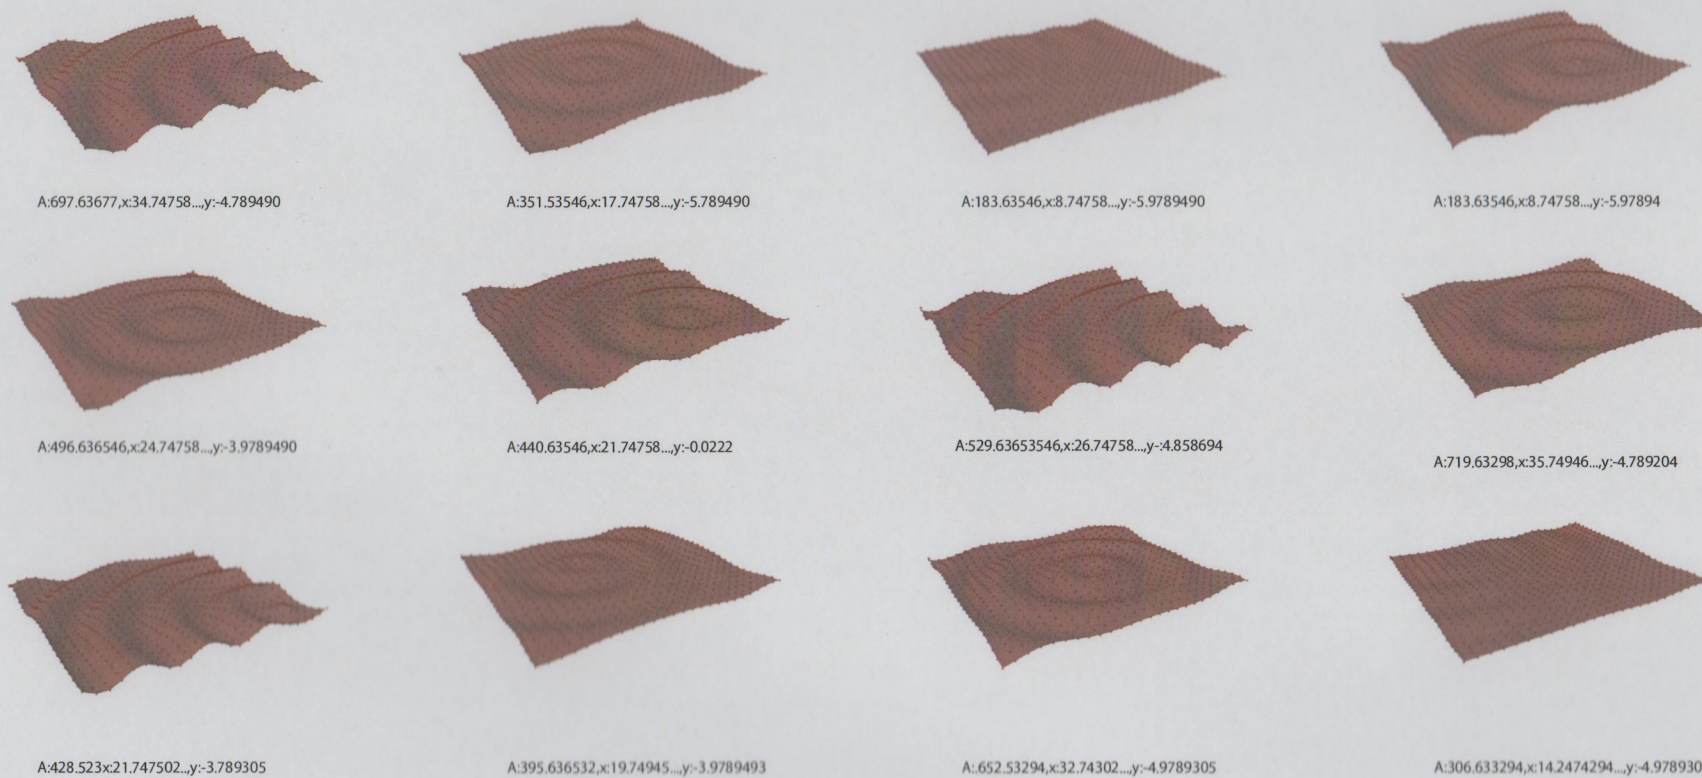 A:697.63677,x:34.74758...,y:-4.789490
A:351.53546,x:17.74758...,y:-5.789490
A:183.63546,x:8.74758...,y:-5.9789490
A:183.63546,x:8.74758...,y:-5.97894
A:496.636546,x:24.74758...,y:-3.9789490
A:440.63546,x:21.74758...,y:-0.0222
A:529.63653546,x:26.74758...,y-:4.858694
A:719.63298,x:35.74946...,y:-4.789204
A:428.523x:21.747502..,y:-3.789305
A:395.636532,x:19.74945...,y:-3.9789493
A:.652.53294,x:32.74302...,y:-4.9789305
A:306.633294,x:14.2474294...,y:-4.978930